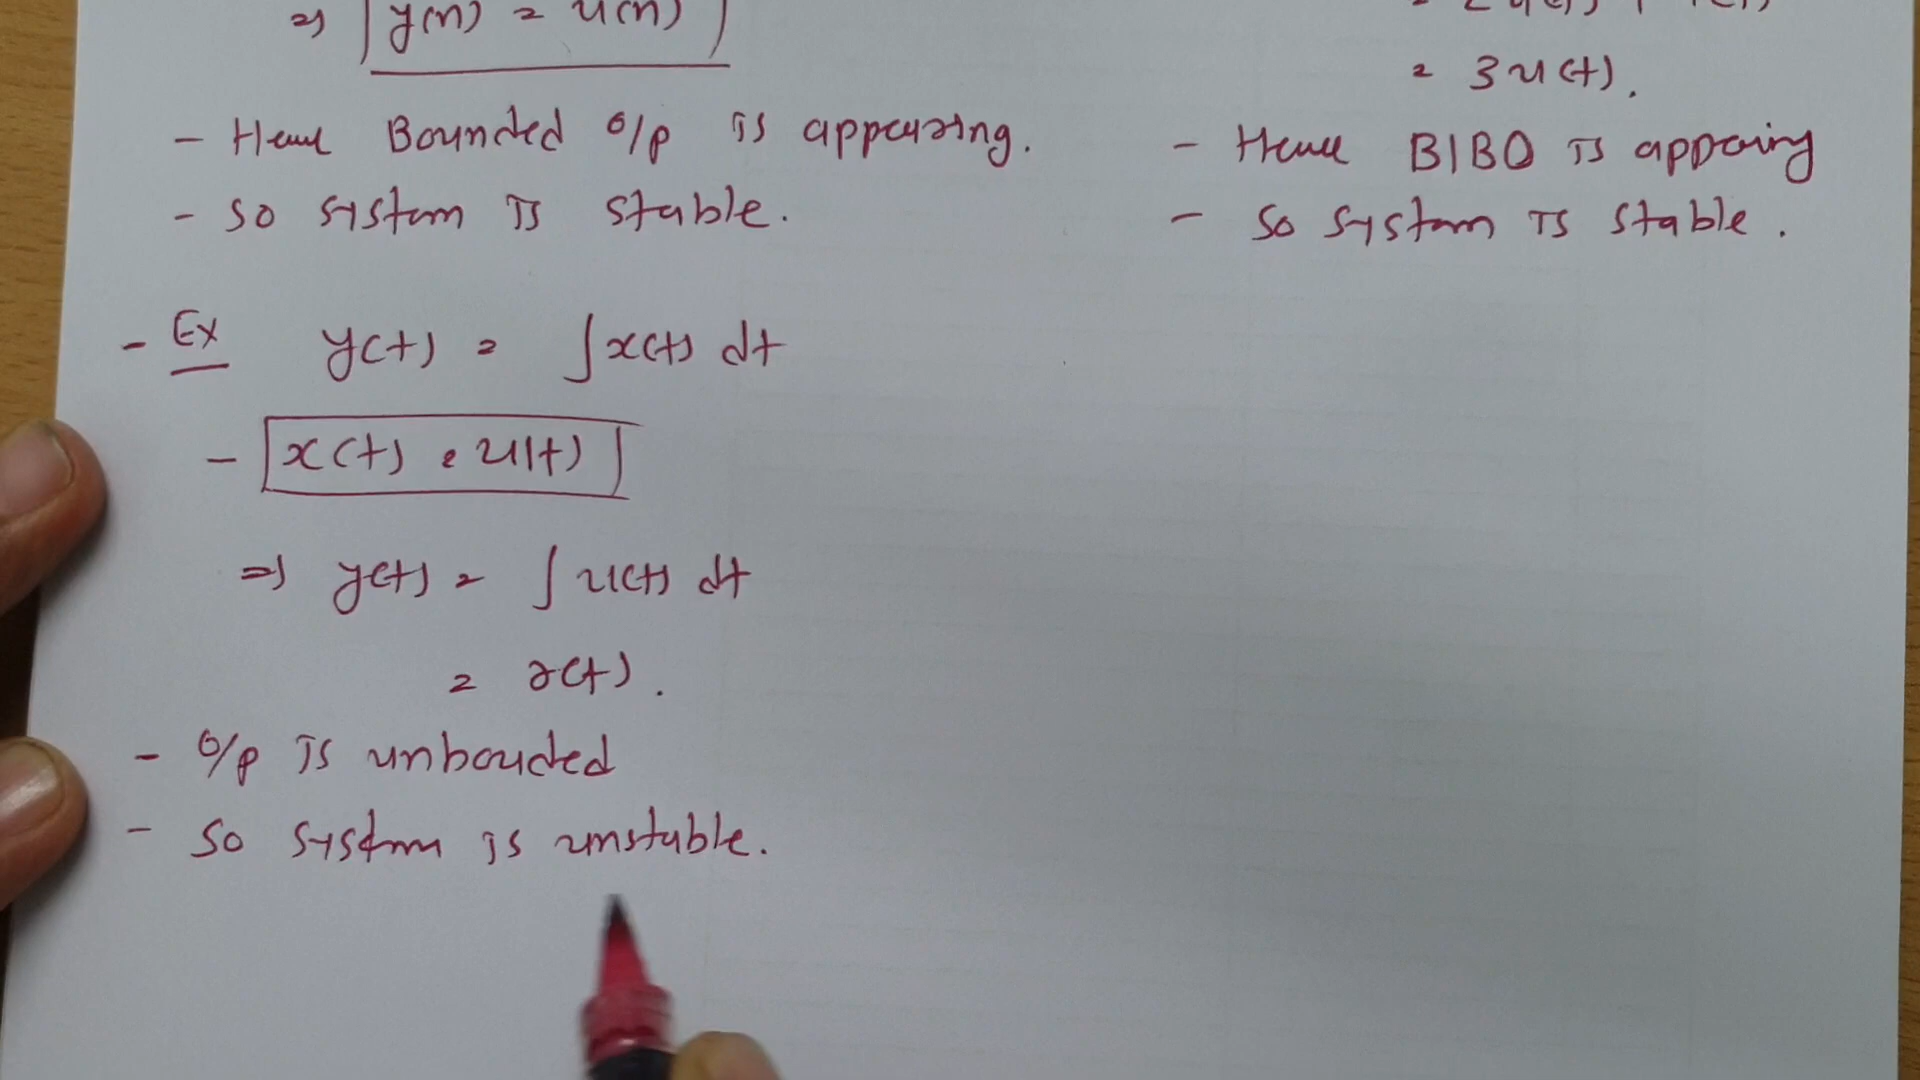 ⇒ y(n) = u(n)
- Hence Bounded o/p is appearing.
- so system is stable.
= 3u(t).
- Hence BIBO is appearing
- So system is stable.
- Ex y(t) = ∫x(t) dt
- x(t) = u(t)
⇒ y(t) = ∫u(t) dt
= r(t).
- o/p is unbouded
- So system is unstable.